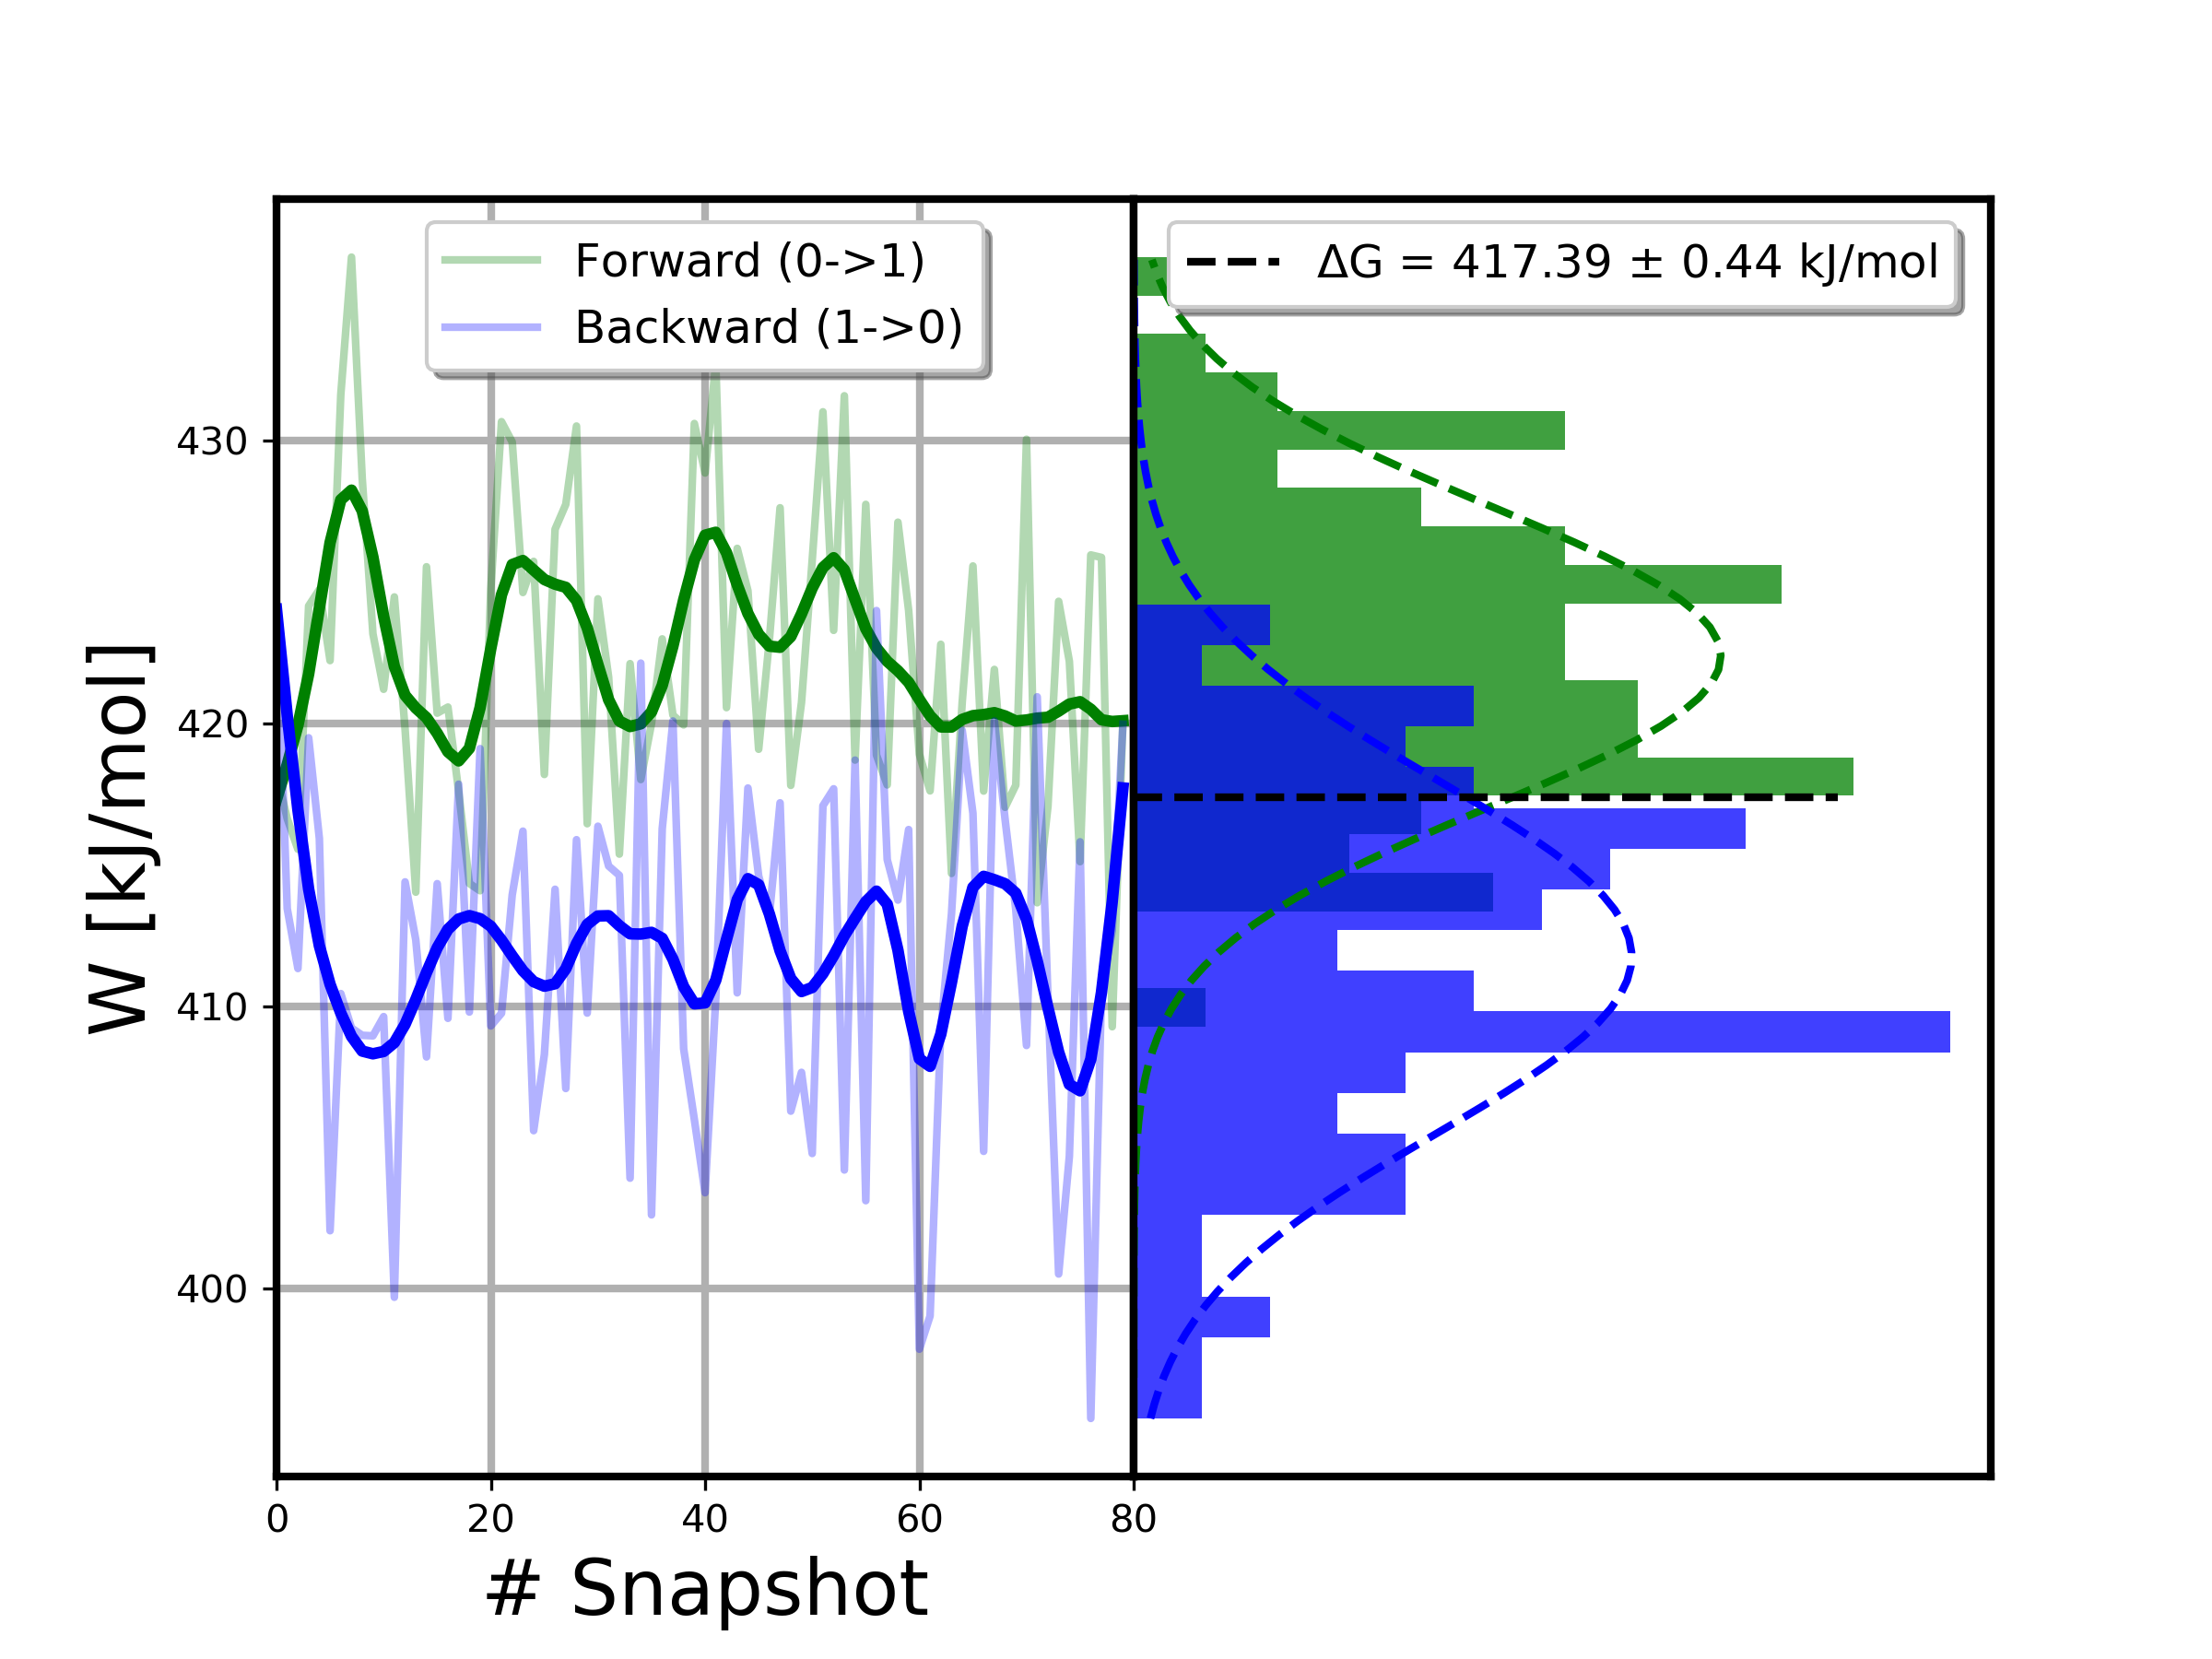 Forward (0->1)
Backward (1->0)
ΔG = 417.39 ± 0.44 kJ/mol
W [kJ/mol]
430
420
410
400
0 20 40 60 80
# Snapshot